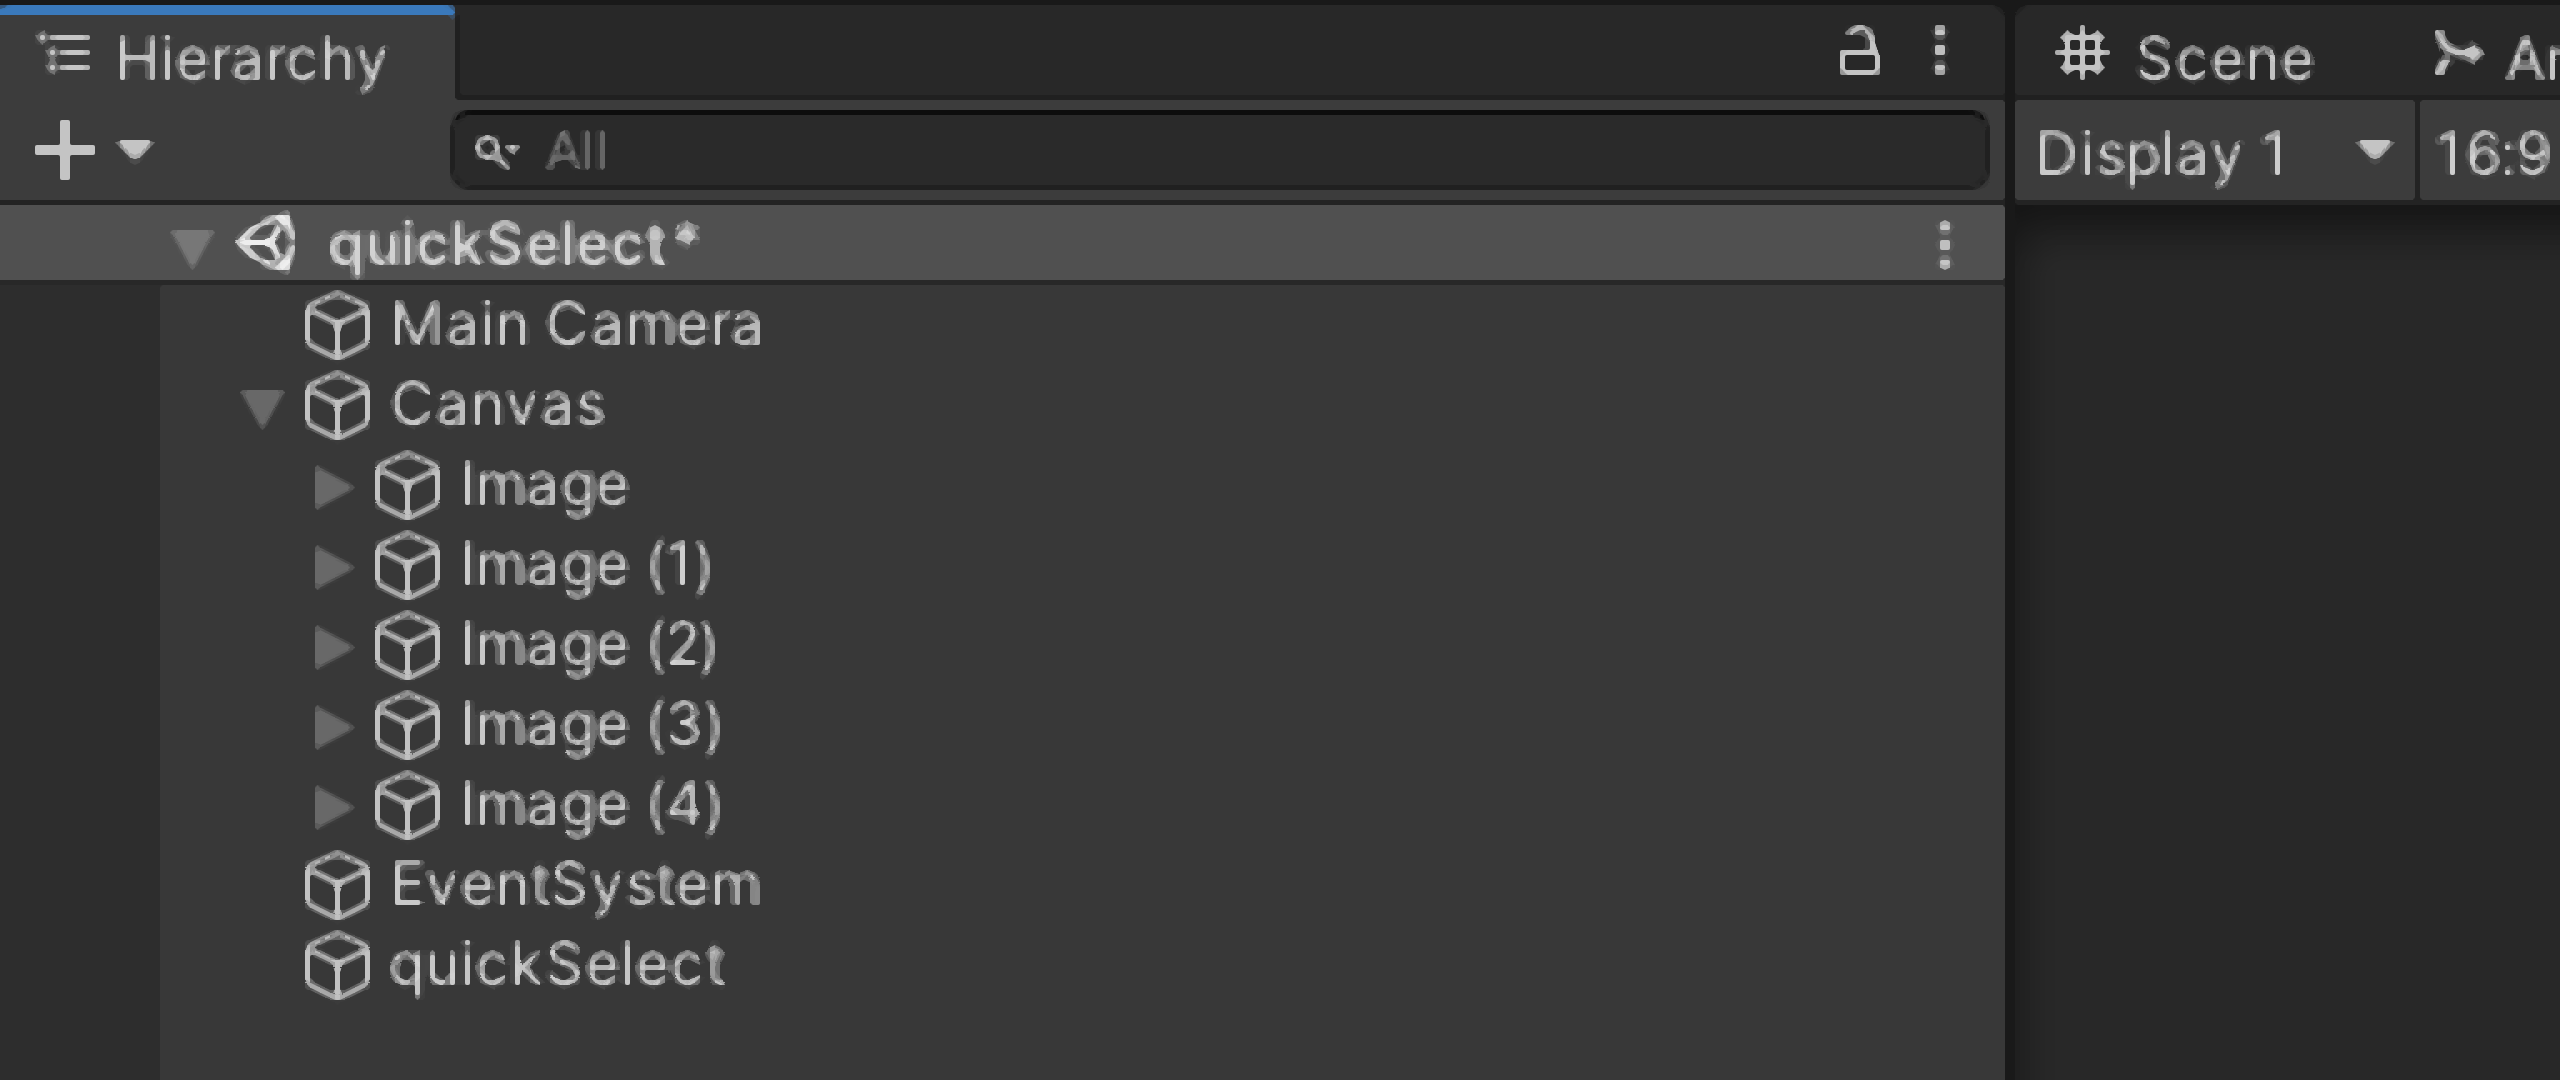 Hierarchy
Scene
All
Display 1
16:9
quickSelect*
Main Camera
Canvas
Image
Image (1)
Image (2)
Image (3)
Image (4)
EventSystem
quickSelect